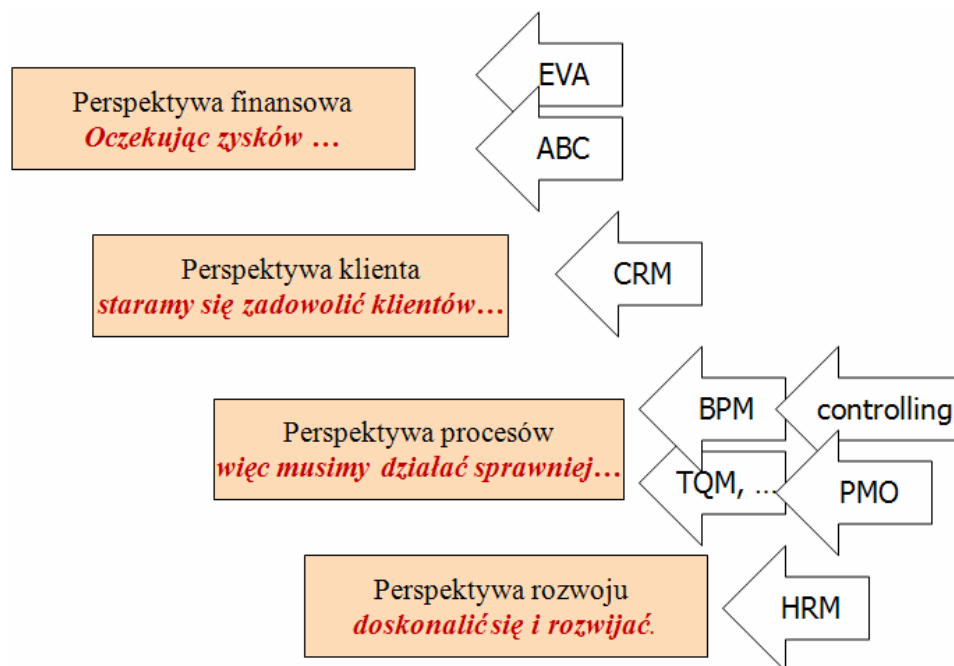 EVA
Perspektywa finansowa
Oczekując zysków …
ABC
Perspektywa klienta
staramy się zadowolić klientów…
CRM
BPM
controlling
Perspektywa procesów
więc musimy działać sprawniej…
TQM, …
PMO
Perspektywa rozwoju
doskonalić się i rozwijać.
HRM